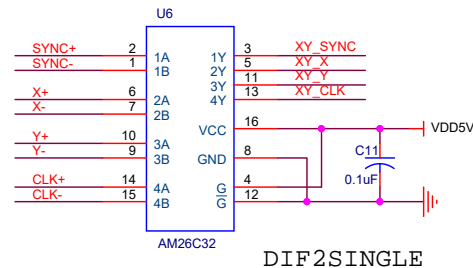 U6
SYNC+ 2 1A 1Y 3 XY_SYNC
SYNC- 1 1B 2Y 5 XY_X
3Y 11 XY_Y
X+ 6 2A 4Y 13 XY_CLK
X- 7 2B
VCC 16 VDD5V
Y+ 10 3A
Y- 9 3B GND 8 C11
0.1uF
CLK+ 14 4A G 4
CLK- 15 4B G 12
AM26C32
DIF2SINGLE